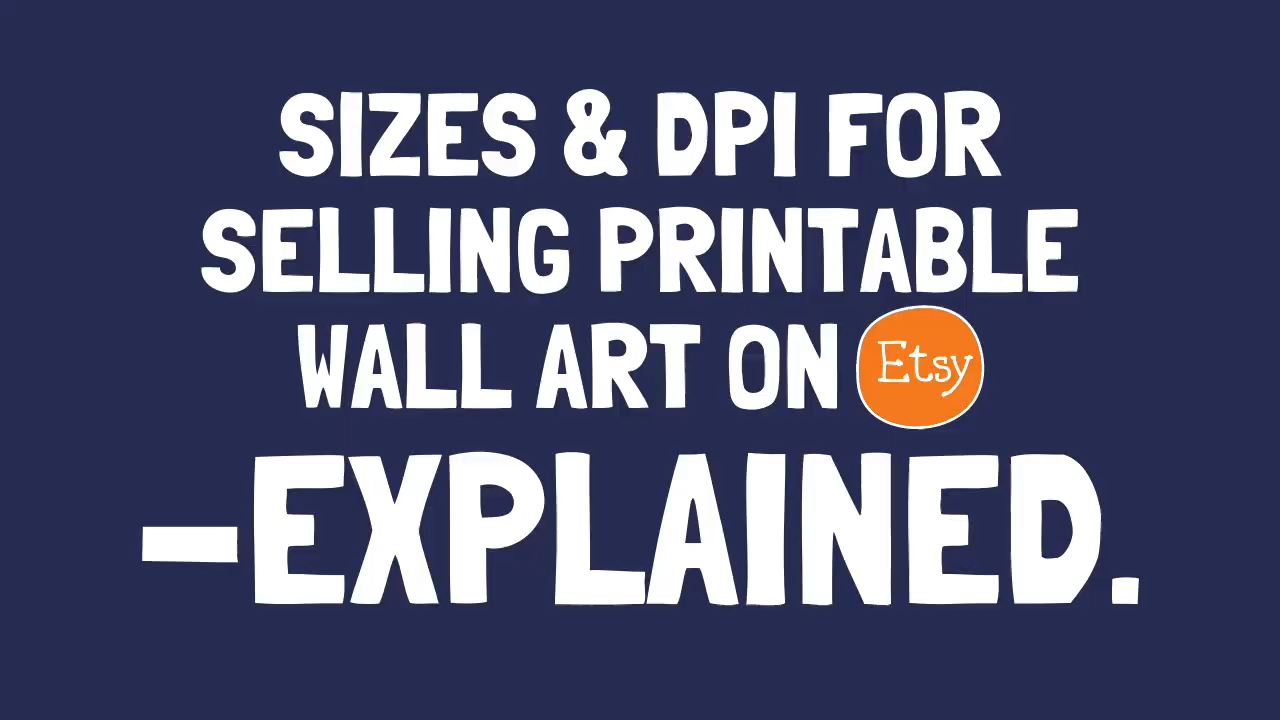 SIZES & DPI FOR
SELLING PRINTABLE
WALL ART ON Etsy
–EXPLAINED.